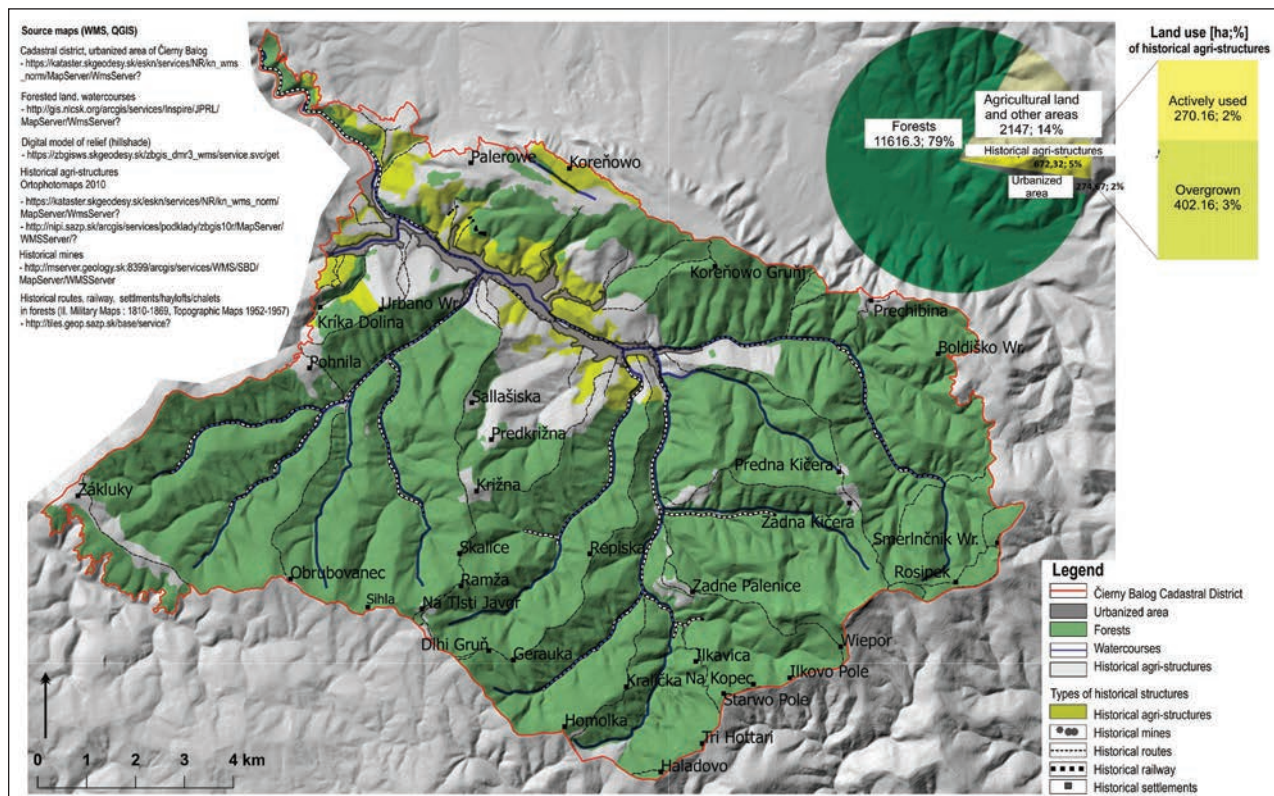 Source maps (WMS, QGIS)
Cadastral district, urbanized area of Čierny Balog
- https://kataster.skgeodesy.sk/eskn/services/NR/kn_wms
_norm/MapServer/WmsServer?
Forested land, watercourses
- http://gis.nlcsk.org/arcgis/services/Inspire/JPRL/
MapServer/WmsServer?
Digital model of relief (hillshade)
- https://zbgisws.skgeodesy.sk/zbgis_dmr3_wms/service.svc/get
Historical agri-structures
Ortophotomaps 2010
- https://kataster.skgeodesy.sk/eskn/services/NR/kn_wms_norm/
MapServer/WmsServer?
- http://nipi.sazp.sk/arcgis/services/podklady/zbgis10r/MapServer/
WMSServer/?
Historical mines
- http://mserver.geology.sk:8399/arcgis/services/WMS/SBD/
MapServer/WMSServer
Historical routes, railway, settlments/haylofts/chalets
in forests (II. Military Maps : 1810-1869, Topographic Maps 1952-1957)
- http://tiles.geop.sazp.sk/base/service?
Land use [ha;%]
of historical agri-structures
Actively used
270.16; 2%
Overgrown
402.16; 3%
Agricultural land
and other areas
2147; 14%
Forests
11616.3; 79%
Historical agri-structures
672,32; 5%
Urbanized
area
274,67; 2%
Palerowe
Koreňowo
Koreňowo Grum
Prechibina
Boldiško Wr.
Urbano Wr.
Kríka Dolina
Pohnila
Sallašiska
Predkrižna
Križna
Predna Kičera
Zadna Kičera
Zákluky
Skalice
Repiska
Smerlnčnik Wr.
Rosipek
Obrubovanec
Ramža
Zadne Palenice
Sihla
Na Tlsti Javor
Dlhi Gruň
Gerauka
Wiepor
Ilkavica
Ilkovo Pole
Kralička
Na Kopec
Starwo Pole
Homolka
Tri Hottari
Haladovo
0 1 2 3 4 km
Legend
Čierny Balog Cadastral District
Urbanized area
Forests
Watercourses
Historical agri-structures
Types of historical structures
Historical agri-structures
Historical mines
Historical routes
Historical railway
Historical settlements